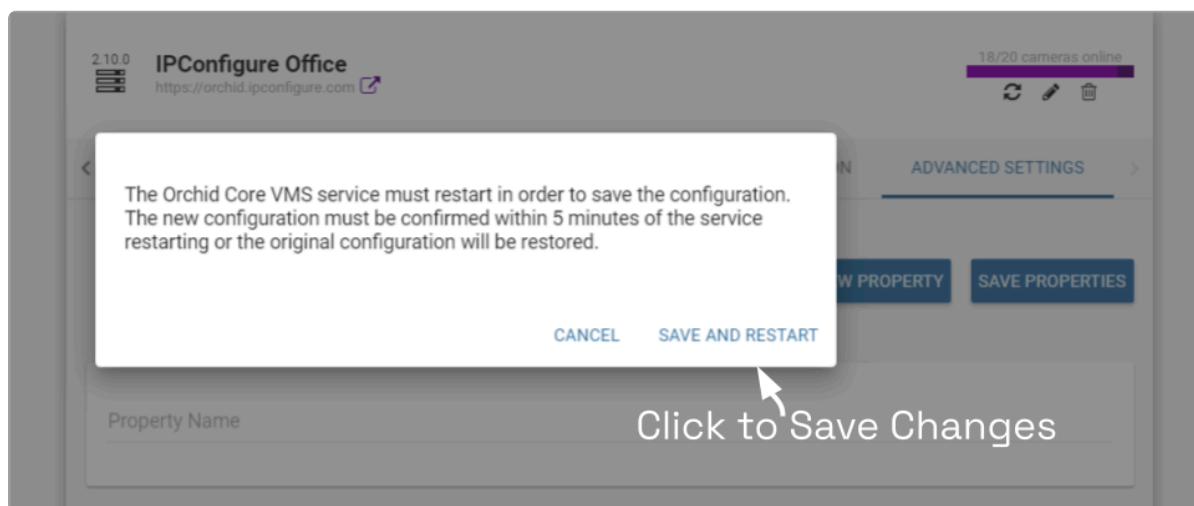 2.10.0
IPConfigure Office
https://orchid.ipconfigure.com
18/20 cameras online
ON
ADVANCED SETTINGS
The Orchid Core VMS service must restart in order to save the configuration.
The new configuration must be confirmed within 5 minutes of the service
restarting or the original configuration will be restored.
W PROPERTY
SAVE PROPERTIES
CANCEL
SAVE AND RESTART
Property Name
Click to Save Changes